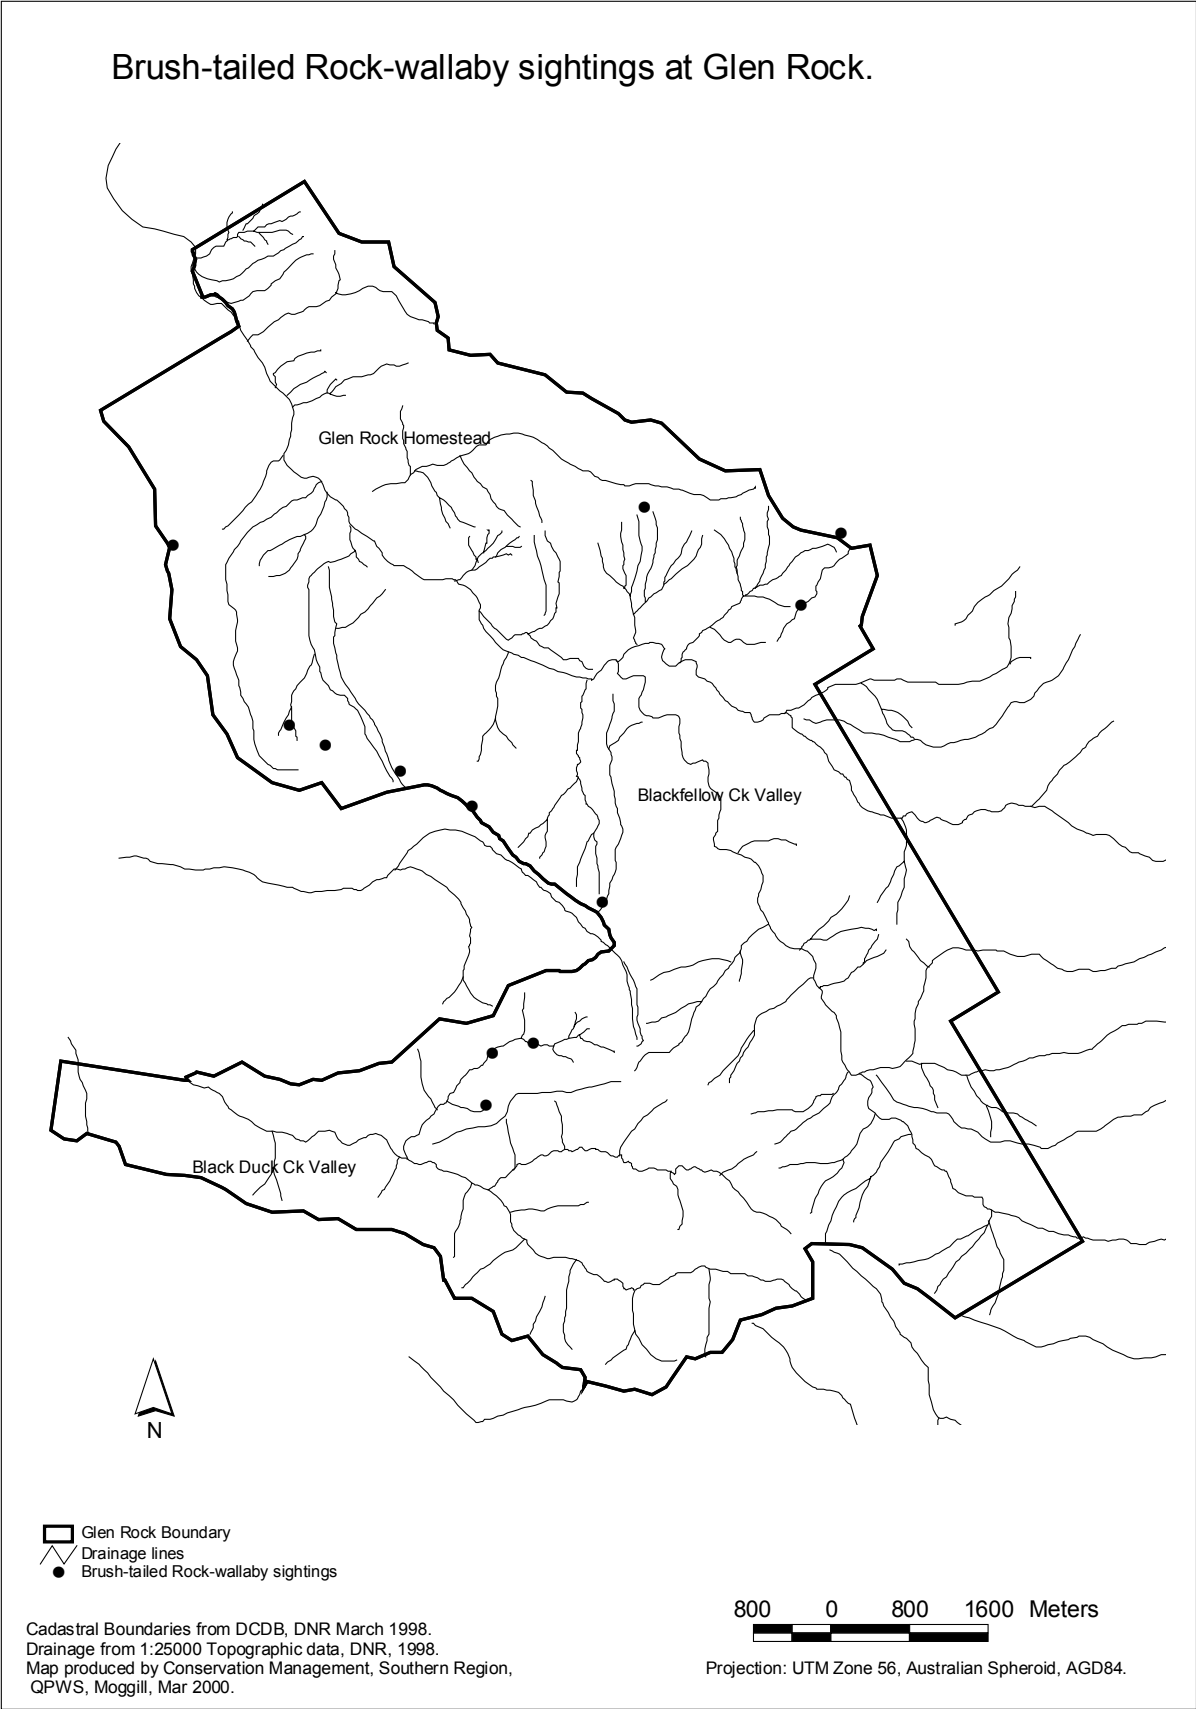 Brush-tailed Rock-wallaby sightings at Glen Rock.
Glen Rock Homestead
Blackfellow Ck Valley
Black Duck Ck Valley
N
Glen Rock Boundary
Drainage lines
Brush-tailed Rock-wallaby sightings
800 0 800 1600 Meters
Cadastral Boundaries from DCDB, DNR March 1998.
Drainage from 1:25000 Topographic data, DNR, 1998.
Map produced by Conservation Management, Southern Region,
QPWS, Moggill, Mar 2000.
Projection: UTM Zone 56, Australian Spheroid, AGD84.